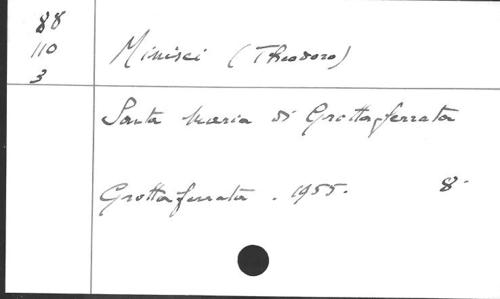 88
110
3
Minisci (Theodoro)
Santa Maria di Grottaferrata
Grottaferrata . 1955. 8°